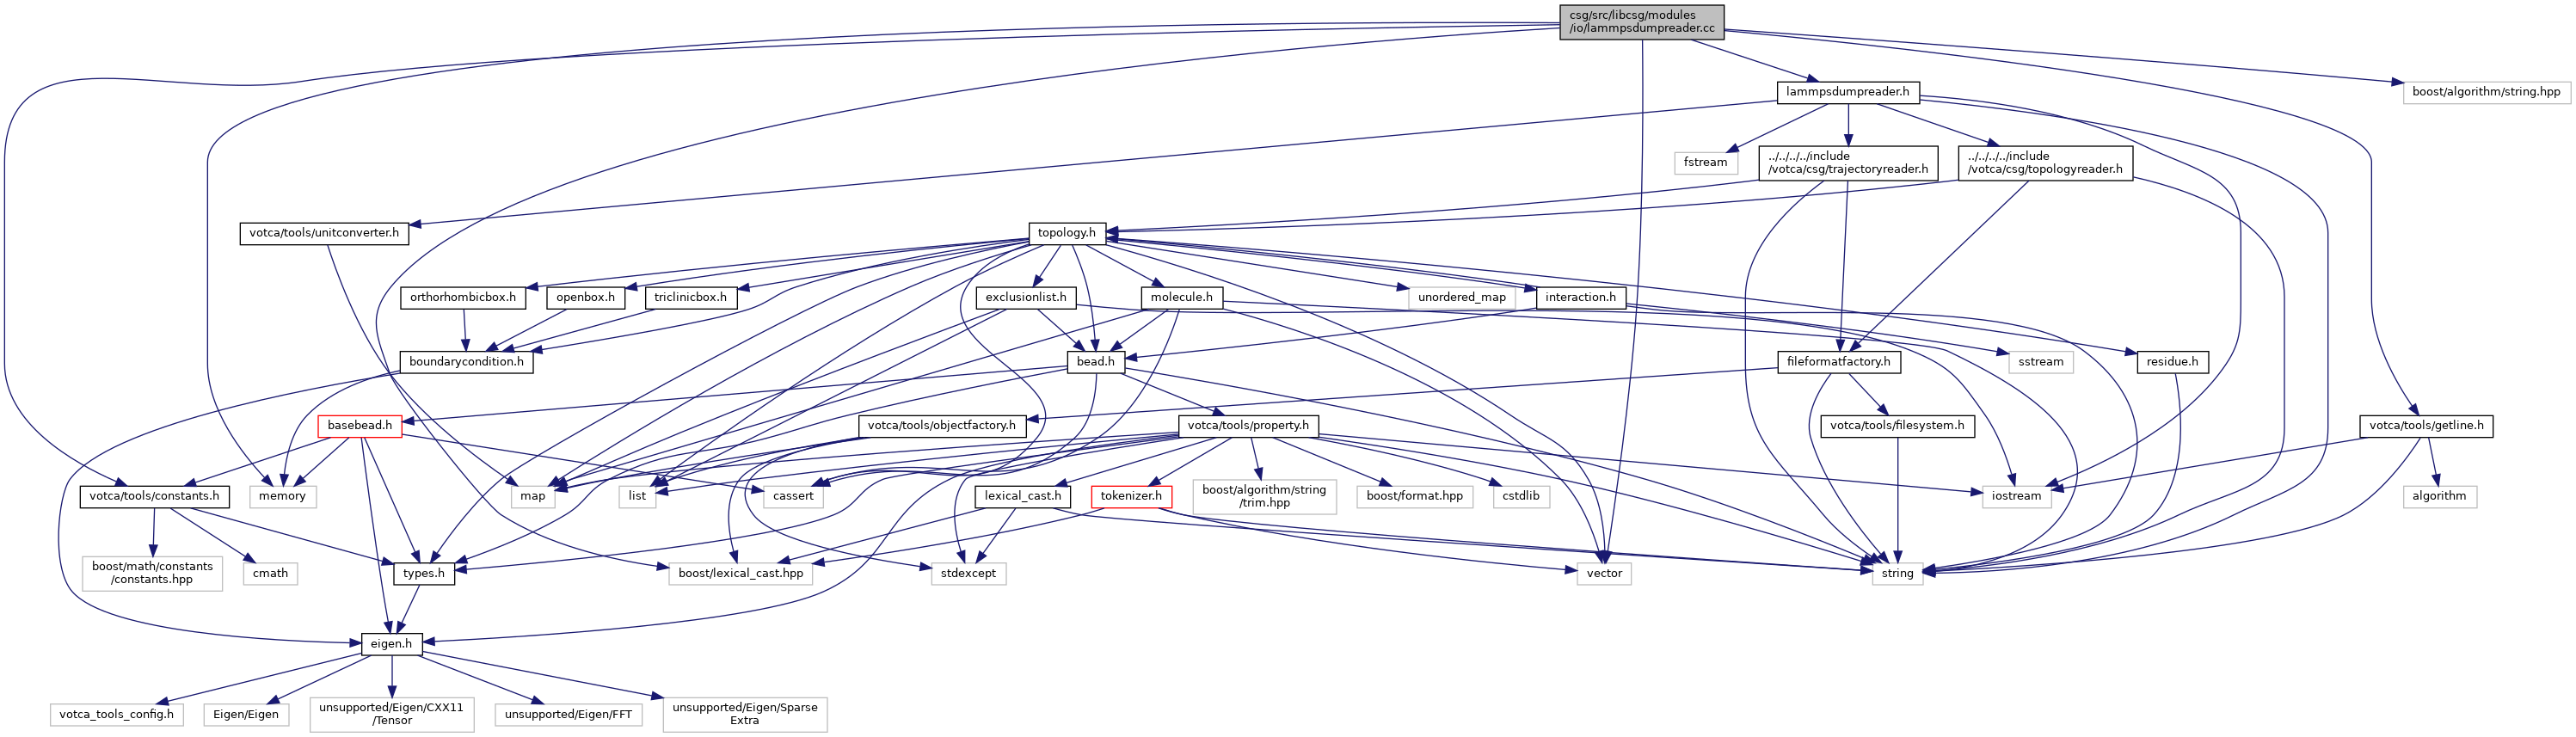 csg/src/libcsg/modules
/io/lammpsdumpreader.cc
lammpsdumpreader.h
boost/algorithm/string.hpp
fstream
../../../../include
/votca/csg/trajectoryreader.h
../../../../include
/votca/csg/topologyreader.h
votca/tools/unitconverter.h
topology.h
orthorhombicbox.h
openbox.h
triclinicbox.h
exclusionlist.h
molecule.h
unordered_map
interaction.h
boundarycondition.h
bead.h
fileformatfactory.h
sstream
residue.h
basebead.h
votca/tools/objectfactory.h
votca/tools/property.h
votca/tools/filesystem.h
votca/tools/getline.h
votca/tools/constants.h
memory
map
list
cassert
lexical_cast.h
tokenizer.h
boost/algorithm/string
/trim.hpp
boost/format.hpp
cstdlib
iostream
algorithm
boost/math/constants
/constants.hpp
cmath
types.h
boost/lexical_cast.hpp
stdexcept
vector
string
eigen.h
votca_tools_config.h
Eigen/Eigen
unsupported/Eigen/CXX11
/Tensor
unsupported/Eigen/FFT
unsupported/Eigen/Sparse
Extra